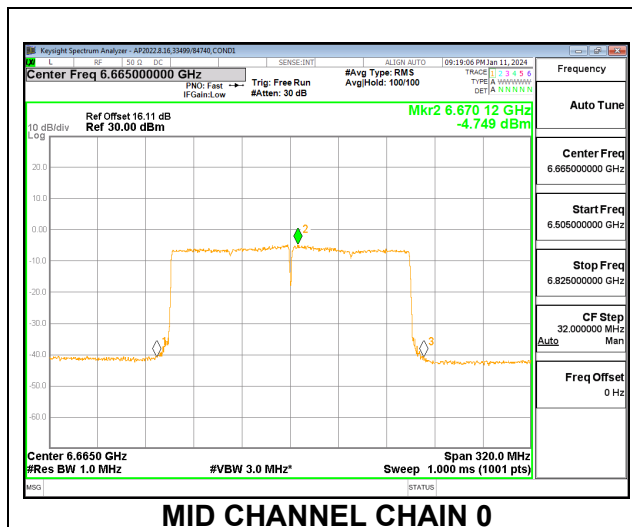 Keysight Spectrum Analyzer - AP2022.8.16,33499/84740,COND1
L RF 50 Ω DC SENSE:INT ALIGN AUTO 09:19:06 PM Jan 11, 2024
Center Freq 6.665000000 GHz
PNO: Fast
IFGain:Low
Trig: Free Run
#Atten: 30 dB
#Avg Type: RMS
Avg|Hold: 100/100
TRACE 1 2 3 4 5 6
TYPE A WWWWW
DET A N N N N N
Frequency
Auto Tune
Center Freq
6.665000000 GHz
Start Freq
6.505000000 GHz
Stop Freq
6.825000000 GHz
CF Step
32.000000 MHz
Auto Man
Freq Offset
0 Hz
Ref Offset 16.11 dB
10 dB/div Ref 30.00 dBm
Log
Mkr2 6.670 12 GHz
-4.749 dBm
20.0
10.0
0.00
-10.0
-20.0
-30.0
-40.0
-50.0
-60.0
1
2
3
Center 6.6650 GHz Span 320.0 MHz
#Res BW 1.0 MHz #VBW 3.0 MHz* Sweep 1.000 ms (1001 pts)
MSG STATUS
MID CHANNEL CHAIN 0